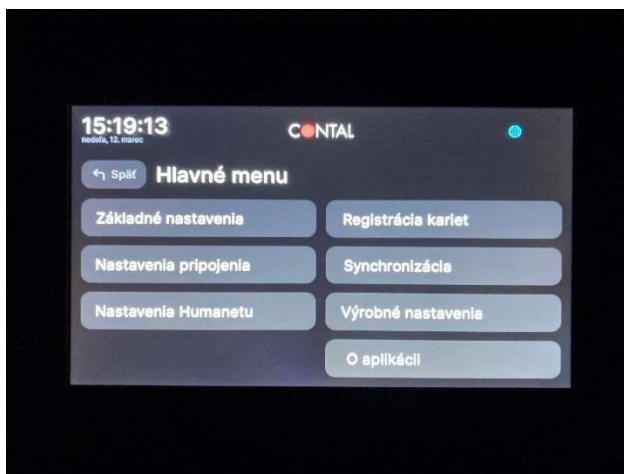 15:19:13
nedeľa, 12. marec
CONTAL
Späť
Hlavné menu
Základné nastavenia
Registrácia kariet
Nastavenia pripojenia
Synchronizácia
Nastavenia Humanetu
Výrobné nastavenia
O aplikácii